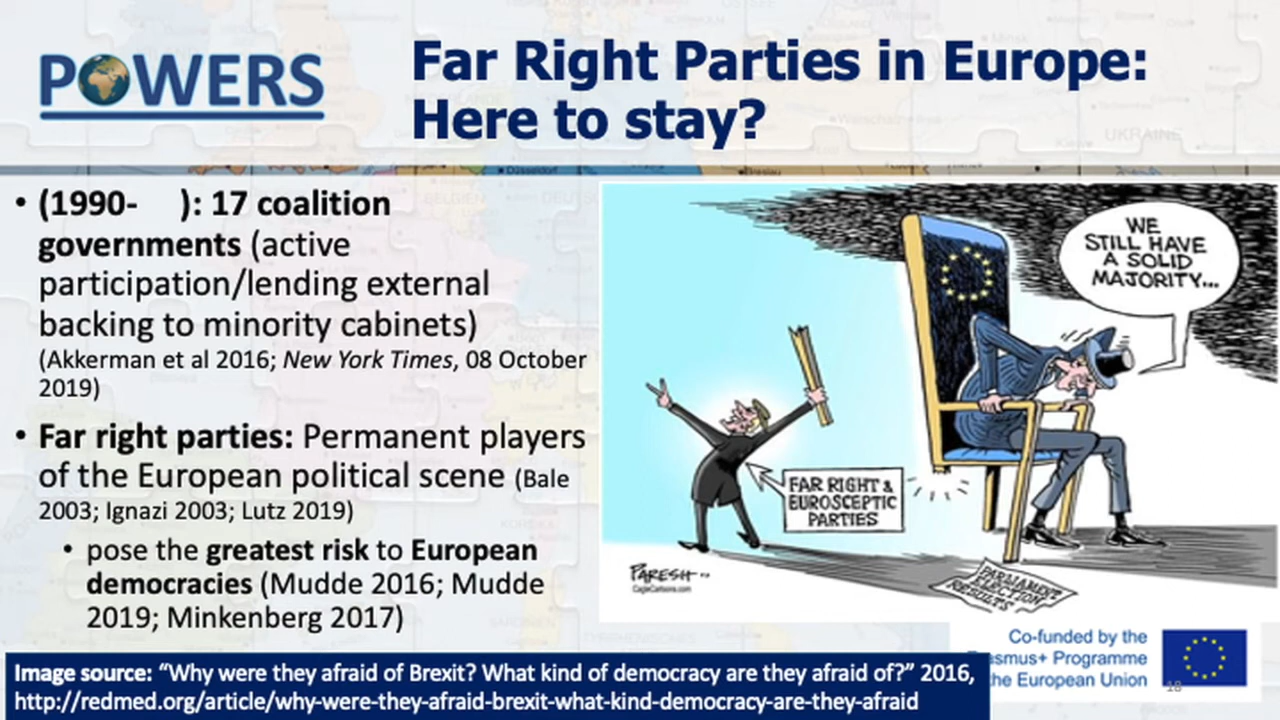 POWERS
Far Right Parties in Europe:
Here to stay?
• (1990-     ): 17 coalition
governments (active
participation/lending external
backing to minority cabinets)
(Akkerman et al 2016; New York Times, 08 October
2019)
• Far right parties: Permanent players
of the European political scene (Bale
2003; Ignazi 2003; Lutz 2019)
• pose the greatest risk to European
democracies (Mudde 2016; Mudde
2019; Minkenberg 2017)
WE
STILL HAVE
A SOLID
MAJORITY...
FAR RIGHT &
EUROSCEPTIC
PARTIES
PARESH
CagleCartoons.com
PARLIAMENT
ELECTION
RESULTS
Image source: “Why were they afraid of Brexit? What kind of democracy are they afraid of?” 2016,
http://redmed.org/article/why-were-they-afraid-brexit-what-kind-democracy-are-they-afraid
Co-funded by the
Programme
the European Union
18
UKRAINE
Düsseldorf
Breslau